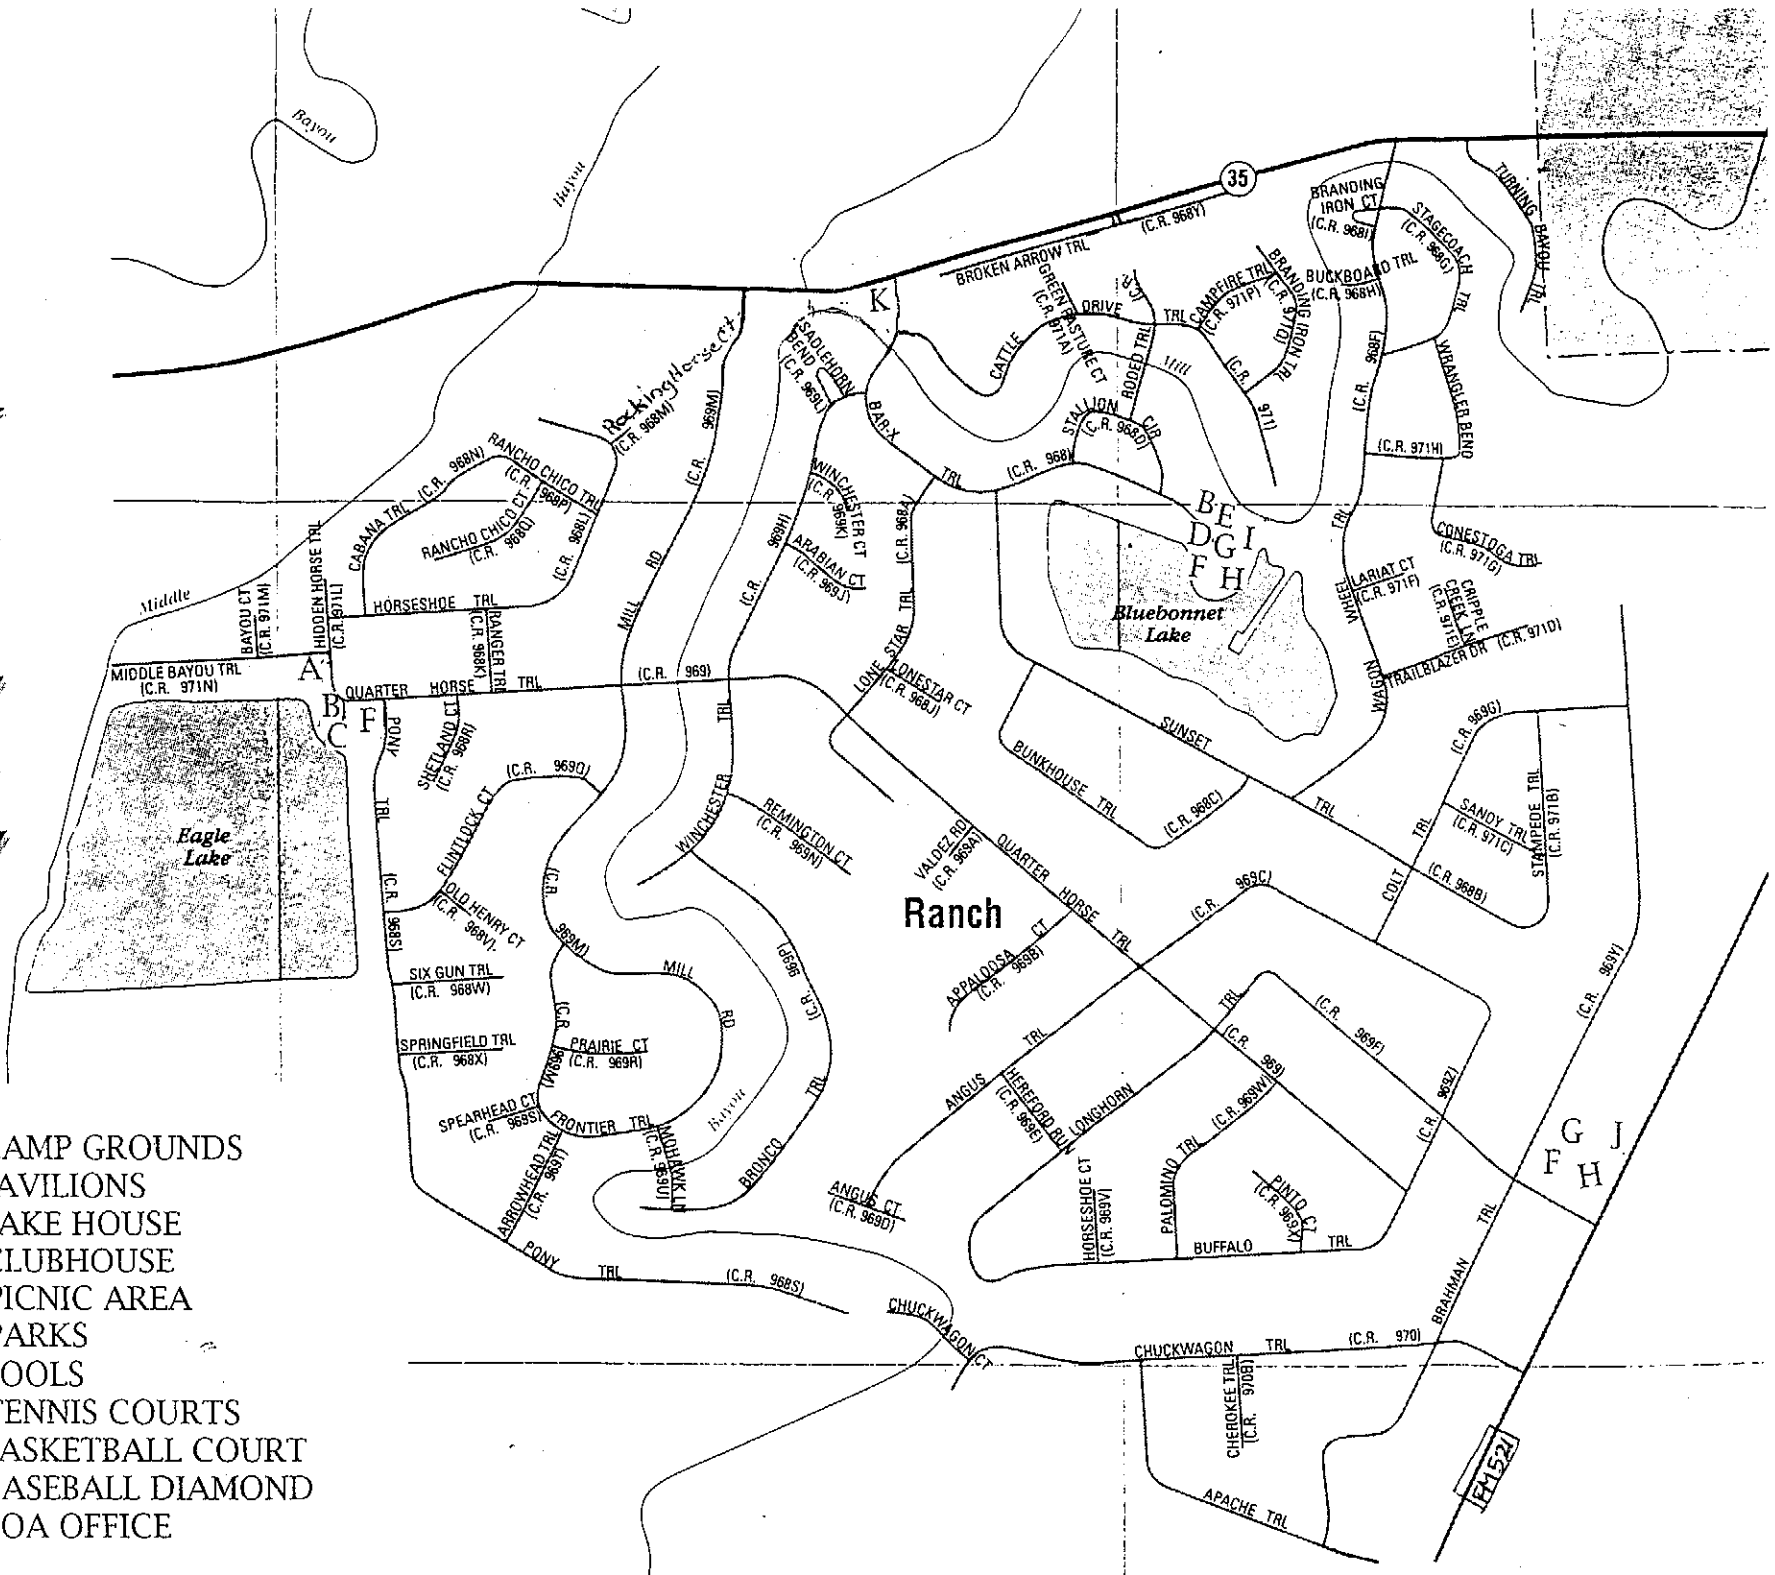 Bayou
Bayou
35
BROKEN ARROW TRL
(C.R. 968Y)
BRANDING
IRON CT
(C.R. 968I)
STAGECOACH
TRL
(C.R. 968G)
TURNING BAYOU TRL
BUCKBOARD TRL
(C.R. 968H)
K
GREEN PASTURE CT
(C.R. 971A)
CATTLE DRIVE TRL
(C.R. 971)
(C.R.
CAMPFIRE TRL
(C.R. 971P)
BRANDING IRON TRL
(C.R. 971Q)
RODEO TRL
Mill
(C.R. 968F)
WRANGLER BEND
(C.R. 971H)
SADLEHORN
BEND
(C.R. 969L)
Rocking Horse Ct.
(C.R. 968M)
(C.R. 969M)
BAR-X TRL
(C.R. 968)
STALLION CIR
(C.R. 968D)
RANCHO CHICO TRL
(C.R. 968P)
CABANA TRL (C.R. 968N)
RANCHO CHICO CT
(C.R. 968Q)
(C.R. 968L)
WINCHESTER CT
(C.R. 969K)
ARABIAN CT
(C.R. 969J)
(C.R. 969H)
(C.R. 968A)
LONE STAR TRL
LONESTAR CT
(C.R. 968J)
B E
D G I
F H
Bluebonnet
Lake
CONESTOGA TRL
(C.R. 971G)
LARIAT CT
(C.R. 971F)
CRIPPLE
CREEK LN
(C.R. 971E)
TRAILBLAZER DR (C.R. 971D)
WAGON WHEEL TRL
Middle
BAYOU CT
(C.R. 971M)
HIDDEN HORSE TRL
(C.R. 971L)
HORSESHOE TRL
RANGER TRL
(C.R. 968K)
MILL RD
MIDDLE BAYOU TRL
(C.R. 971N)
A
B
C
F
QUARTER HORSE TRL
(C.R. 969)
PONY TRL
(C.R. 968S)
SHETLAND CT
(C.R. 968R)
Eagle
Lake
FLINTLOCK CT
(C.R. 969Q)
OLD HENRY CT
(C.R. 968V)
SIX GUN TRL
(C.R. 968W)
SPRINGFIELD TRL
(C.R. 968X)
WINCHESTER TRL
REMINGTON CT
(C.R. 969N)
(C.R. 969M)
MILL RD
(C.R. 969P)
BRONCO TRL
Bayou
(C.R. 969M)
PRAIRIE CT
(C.R. 969R)
SPEARHEAD CT
(C.R. 969S)
FRONTIER TRL
ARROWHEAD TRL
(C.R. 969T)
MOHAWK LN
(C.R. 969U)
PONY TRL (C.R. 968S)
SUNSET TRL
(C.R. 968B)
BUNKHOUSE TRL
(C.R. 968C)
VALDEZ RD
(C.R. 969A)
QUARTER HORSE TRL
(C.R. 969)
Ranch
APPALOOSA CT
(C.R. 969B)
COLT TRL
(C.R. 969G)
SANDY TRL
(C.R. 971C)
STAMPEDE TRL
(C.R. 971B)
ANGUS TRL
(C.R. 969C)
HEREFORD RUN
(C.R. 969E)
LONGHORN TRL
(C.R. 969F)
(C.R. 969W)
PALOMINO TRL
HORSESHOE CT
(C.R. 969V)
PINTO CT
(C.R. 969X)
BUFFALO TRL
(C.R. 969Z)
ANGUS CT
(C.R. 969D)
(C.R. 969Y)
BRAHMAN TRL
G J
F H
CHUCKWAGON CT
CHUCKWAGON TRL (C.R. 970)
CHEROKEE TRL
(C.R. 970B)
APACHE TRL
FM1521
AMP GROUNDS
AVILIONS
AKE HOUSE
CLUBHOUSE
PICNIC AREA
PARKS
OOLS
TENNIS COURTS
ASKETBALL COURT
ASEBALL DIAMOND
OA OFFICE